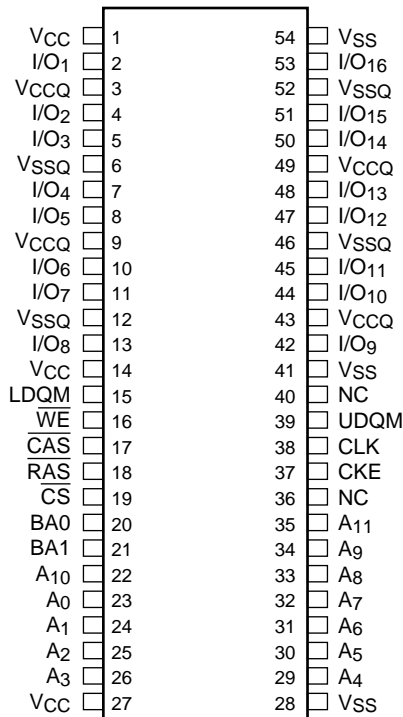 VCC 1 54 VSS
I/O1 2 53 I/O16
VCCQ 3 52 VSSQ
I/O2 4 51 I/O15
I/O3 5 50 I/O14
VSSQ 6 49 VCCQ
I/O4 7 48 I/O13
I/O5 8 47 I/O12
VCCQ 9 46 VSSQ
I/O6 10 45 I/O11
I/O7 11 44 I/O10
VSSQ 12 43 VCCQ
I/O8 13 42 I/O9
VCC 14 41 VSS
LDQM 15 40 NC
W̅E̅ 16 39 UDQM
C̅A̅S̅ 17 38 CLK
R̅A̅S̅ 18 37 CKE
C̅S̅ 19 36 NC
BA0 20 35 A11
BA1 21 34 A9
A10 22 33 A8
A0 23 32 A7
A1 24 31 A6
A2 25 30 A5
A3 26 29 A4
VCC 27 28 VSS